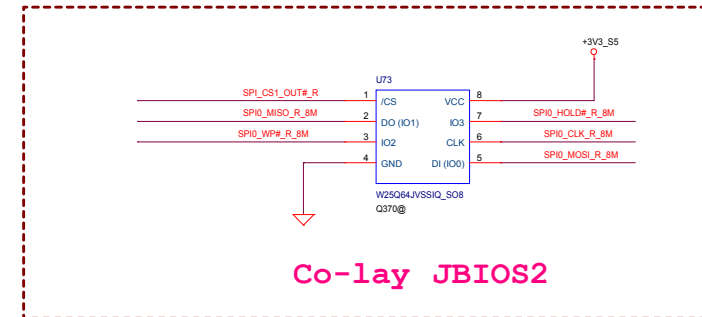 +3V3_S5
U73
SPI_CS1_OUT#_R 1 /CS VCC 8
SPI0_MISO_R_8M 2 DO (IO1) IO3 7 SPI0_HOLD#_R_8M
SPI0_WP#_R_8M 3 IO2 CLK 6 SPI0_CLK_R_8M
4 GND DI (IO0) 5 SPI0_MOSI_R_8M
W25Q64JVSSIQ_SO8
Q370@
Co-lay JBIOS2